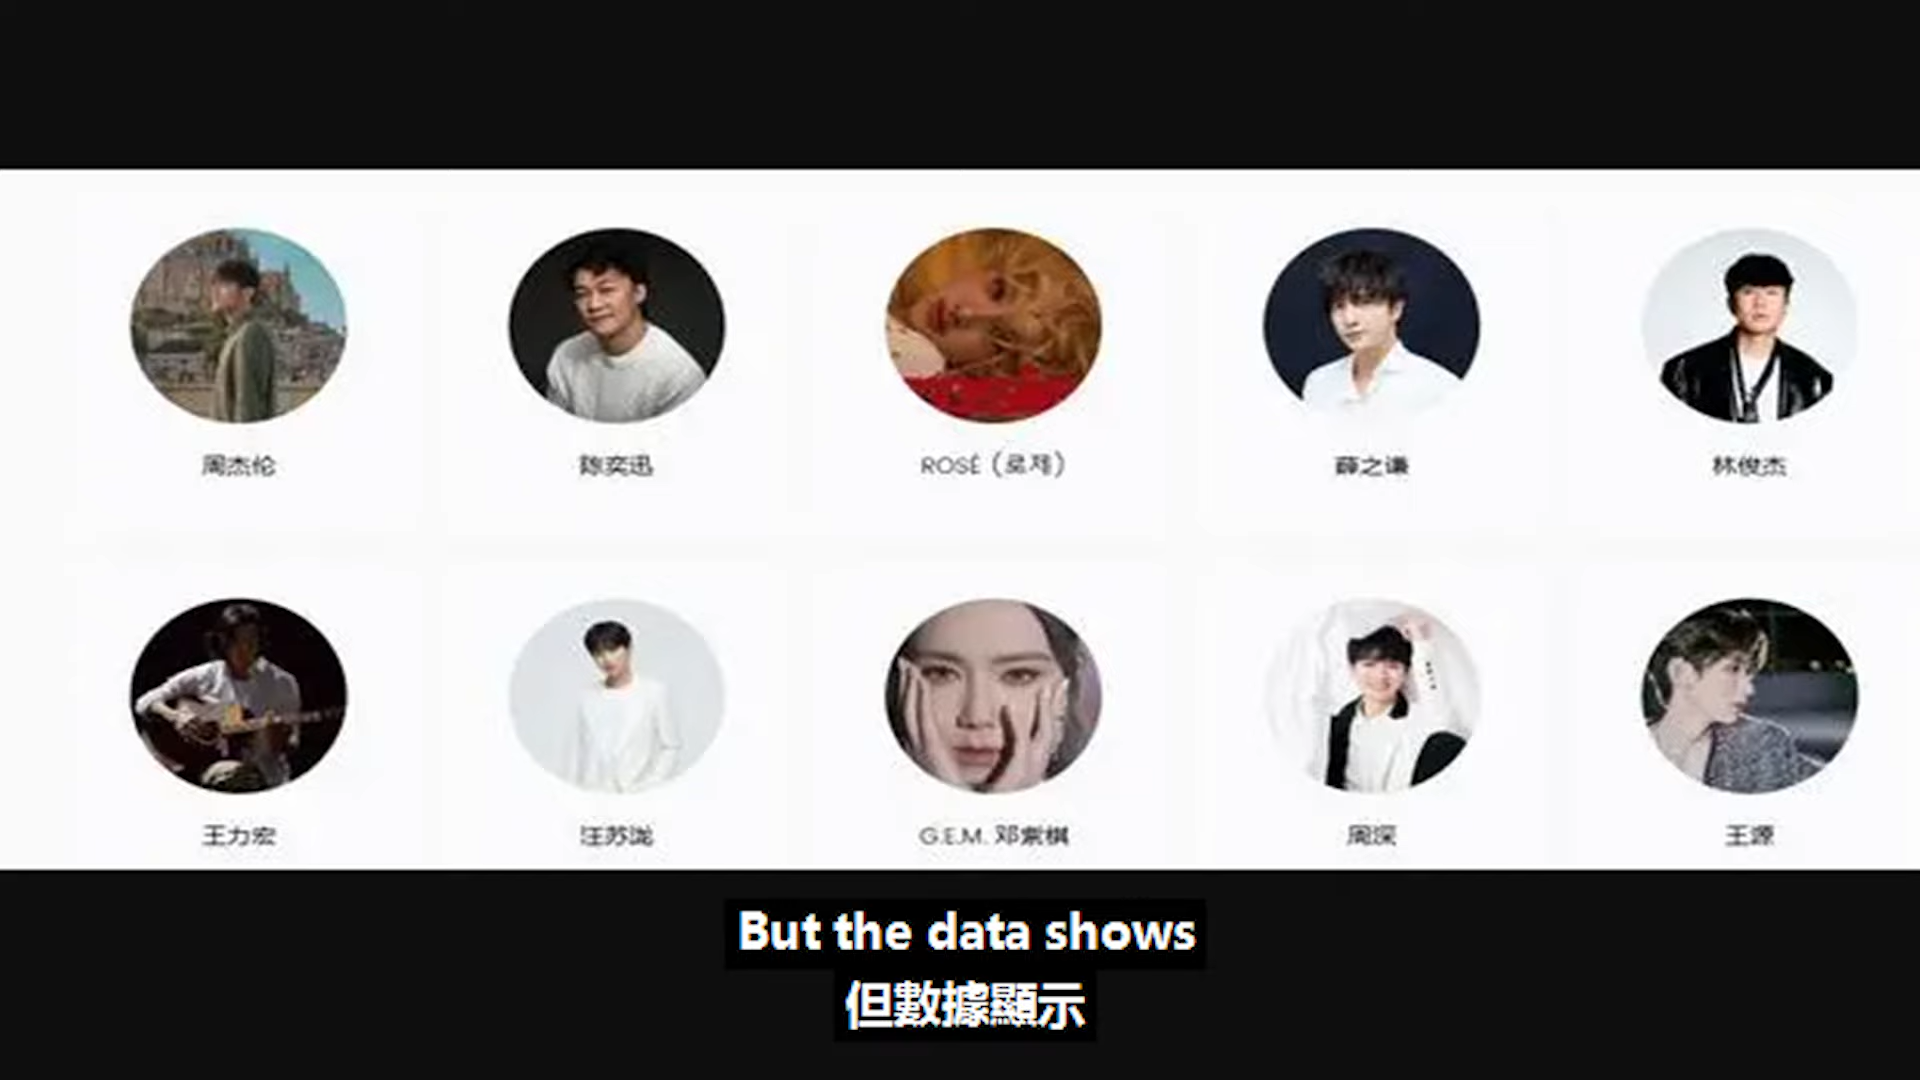 周杰伦
陈奕迅
ROSÉ (로제)
薛之谦
林俊杰
王力宏
汪苏泷
G.E.M. 邓紫棋
周深
王源
But the data shows
但數據顯示